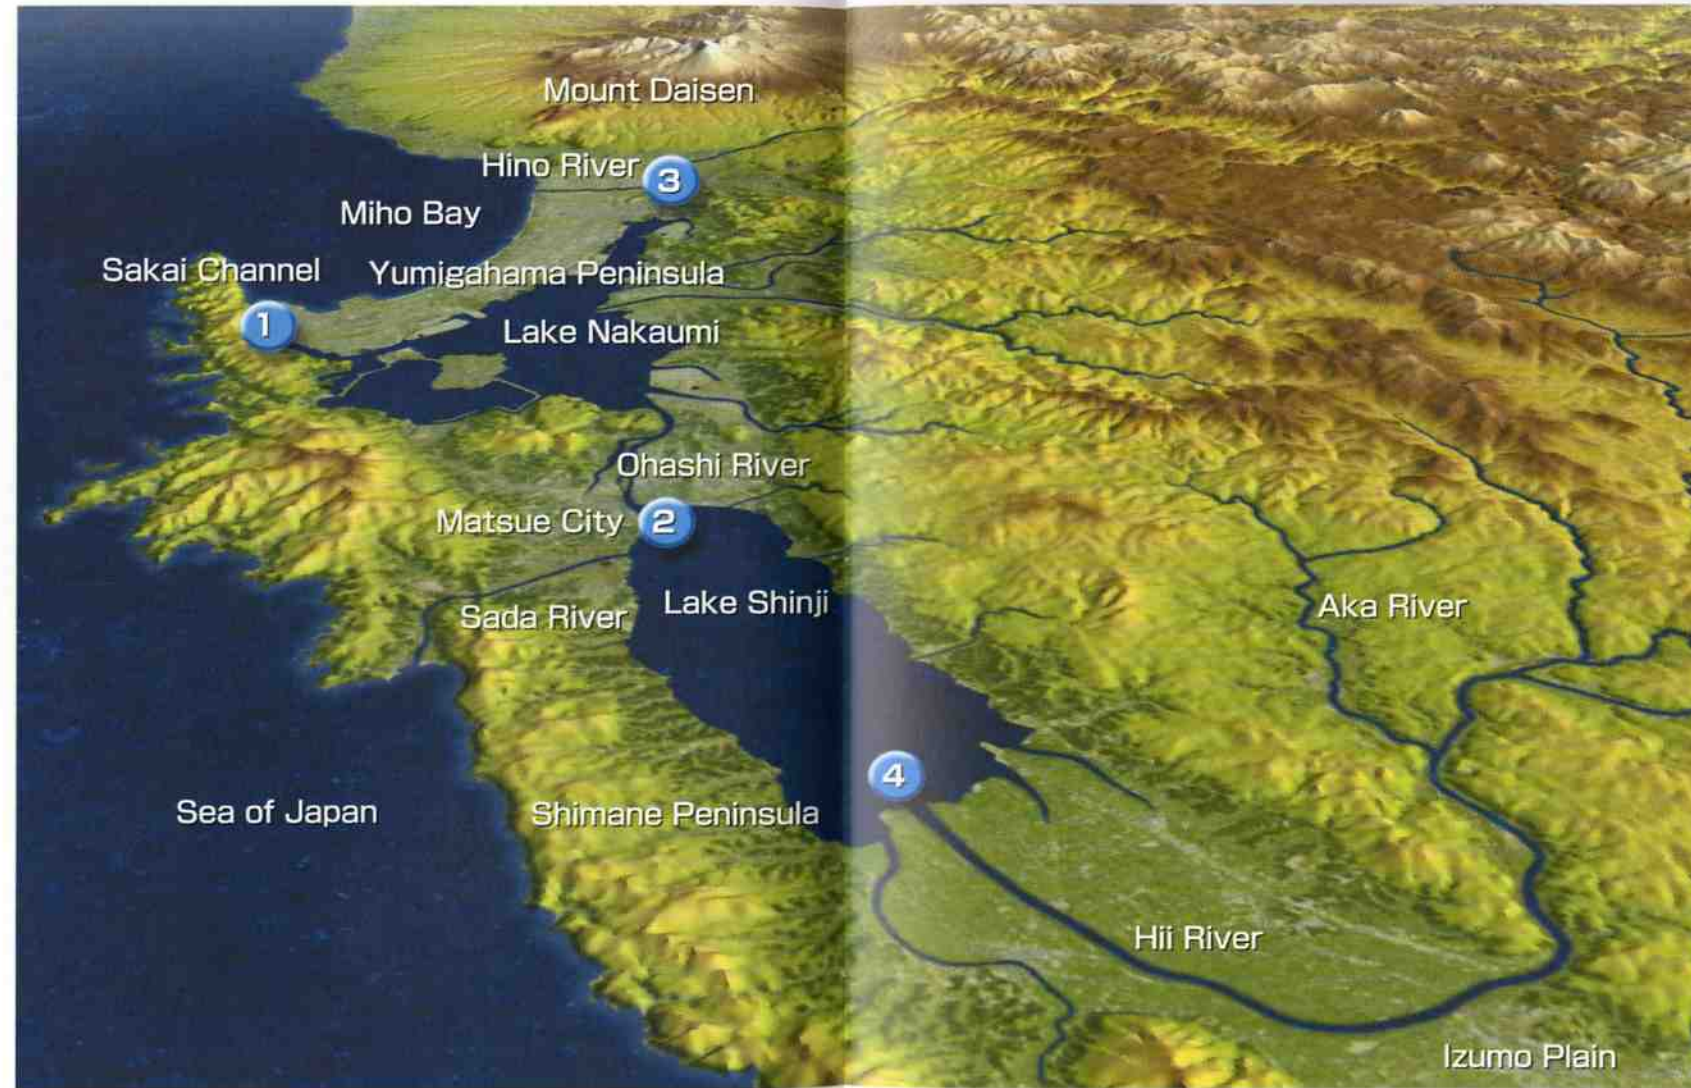 Mount Daisen
Hino River
3
Miho Bay
Sakai Channel
Yumigahama Peninsula
1
Lake Nakaumi
Ohashi River
Matsue City
2
Sada River
Lake Shinji
Aka River
4
Sea of Japan
Shimane Peninsula
Hii River
Izumo Plain